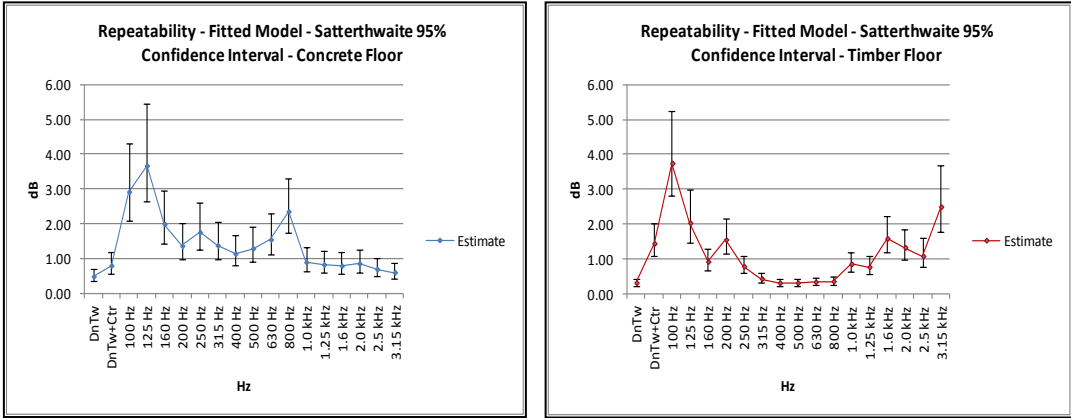 Repeatability - Fitted Model - Satterthwaite 95%
Confidence Interval - Concrete Floor
6.00
5.00
4.00
3.00
2.00
1.00
0.00
dB
DnTw
DnTw+Ctr
100 Hz
125 Hz
160 Hz
200 Hz
250 Hz
315 Hz
400 Hz
500 Hz
630 Hz
800 Hz
1.0 kHz
1.25 kHz
1.6 kHz
2.0 kHz
2.5 kHz
3.15 kHz
Hz
Estimate
Repeatability - Fitted Model - Satterthwaite 95%
Confidence Interval - Timber Floor
6.00
5.00
4.00
3.00
2.00
1.00
0.00
dB
DnTw
DnTw+Ctr
100 Hz
125 Hz
160 Hz
200 Hz
250 Hz
315 Hz
400 Hz
500 Hz
630 Hz
800 Hz
1.0 kHz
1.25 kHz
1.6 kHz
2.0 kHz
2.5 kHz
3.15 kHz
Hz
Estimate